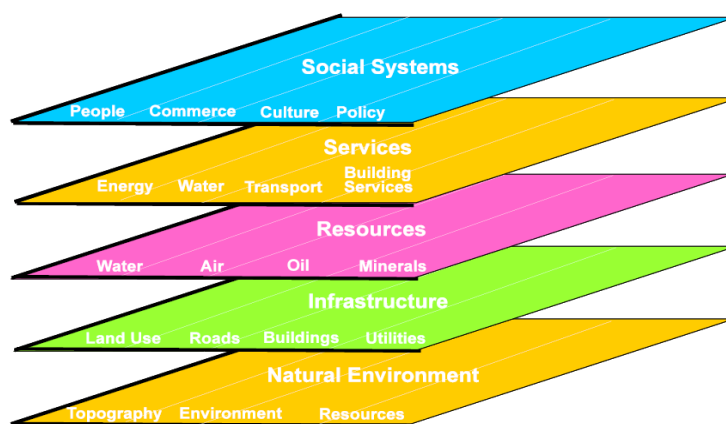 Social Systems
People Commerce Culture Policy
Services
Energy Water Transport Building Services
Resources
Water Air Oil Minerals
Infrastructure
Land Use Roads Buildings Utilities
Natural Environment
Topography Environment Resources